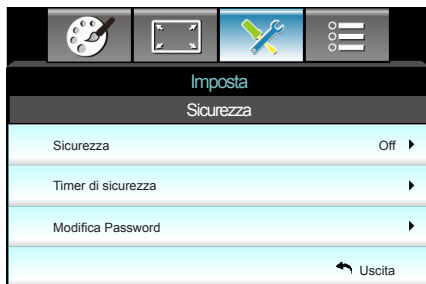 Imposta
Sicurezza
Sicurezza Off
Timer di sicurezza
Modifica Password
Uscita